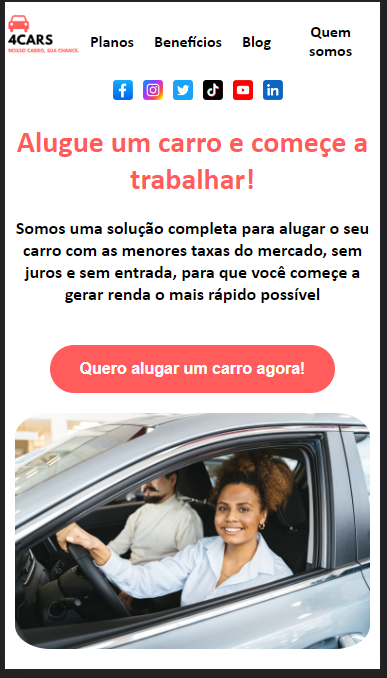 4CARS
NOSSO CARRO, SUA CHANCE.
Planos
Benefícios
Blog
Quem
somos
Alugue um carro e começe a
trabalhar!
Somos uma solução completa para alugar o seu
carro com as menores taxas do mercado, sem
juros e sem entrada, para que você começe a
gerar renda o mais rápido possível
Quero alugar um carro agora!